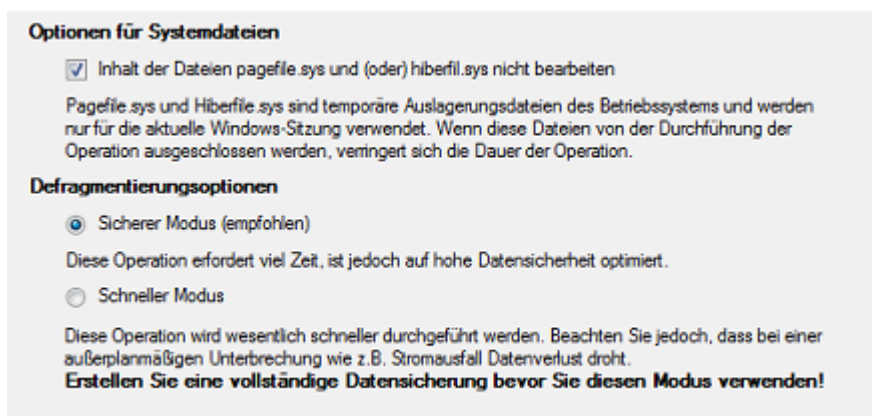 Optionen für Systemdateien
Inhalt der Dateien pagefile.sys und (oder) hiberfil.sys nicht bearbeiten
Pagefile.sys und Hiberfile.sys sind temporäre Auslagerungsdateien des Betriebssystems und werden
nur für die aktuelle Windows-Sitzung verwendet. Wenn diese Dateien von der Durchführung der
Operation ausgeschlossen werden, verringert sich die Dauer der Operation.
Defragmentierungsoptionen
Sicherer Modus (empfohlen)
Diese Operation erfordert viel Zeit, ist jedoch auf hohe Datensicherheit optimiert.
Schneller Modus
Diese Operation wird wesentlich schneller durchgeführt werden. Beachten Sie jedoch, dass bei einer
außerplanmäßigen Unterbrechung wie z.B. Stromausfall Datenverlust droht.
Erstellen Sie eine vollständige Datensicherung bevor Sie diesen Modus verwenden!